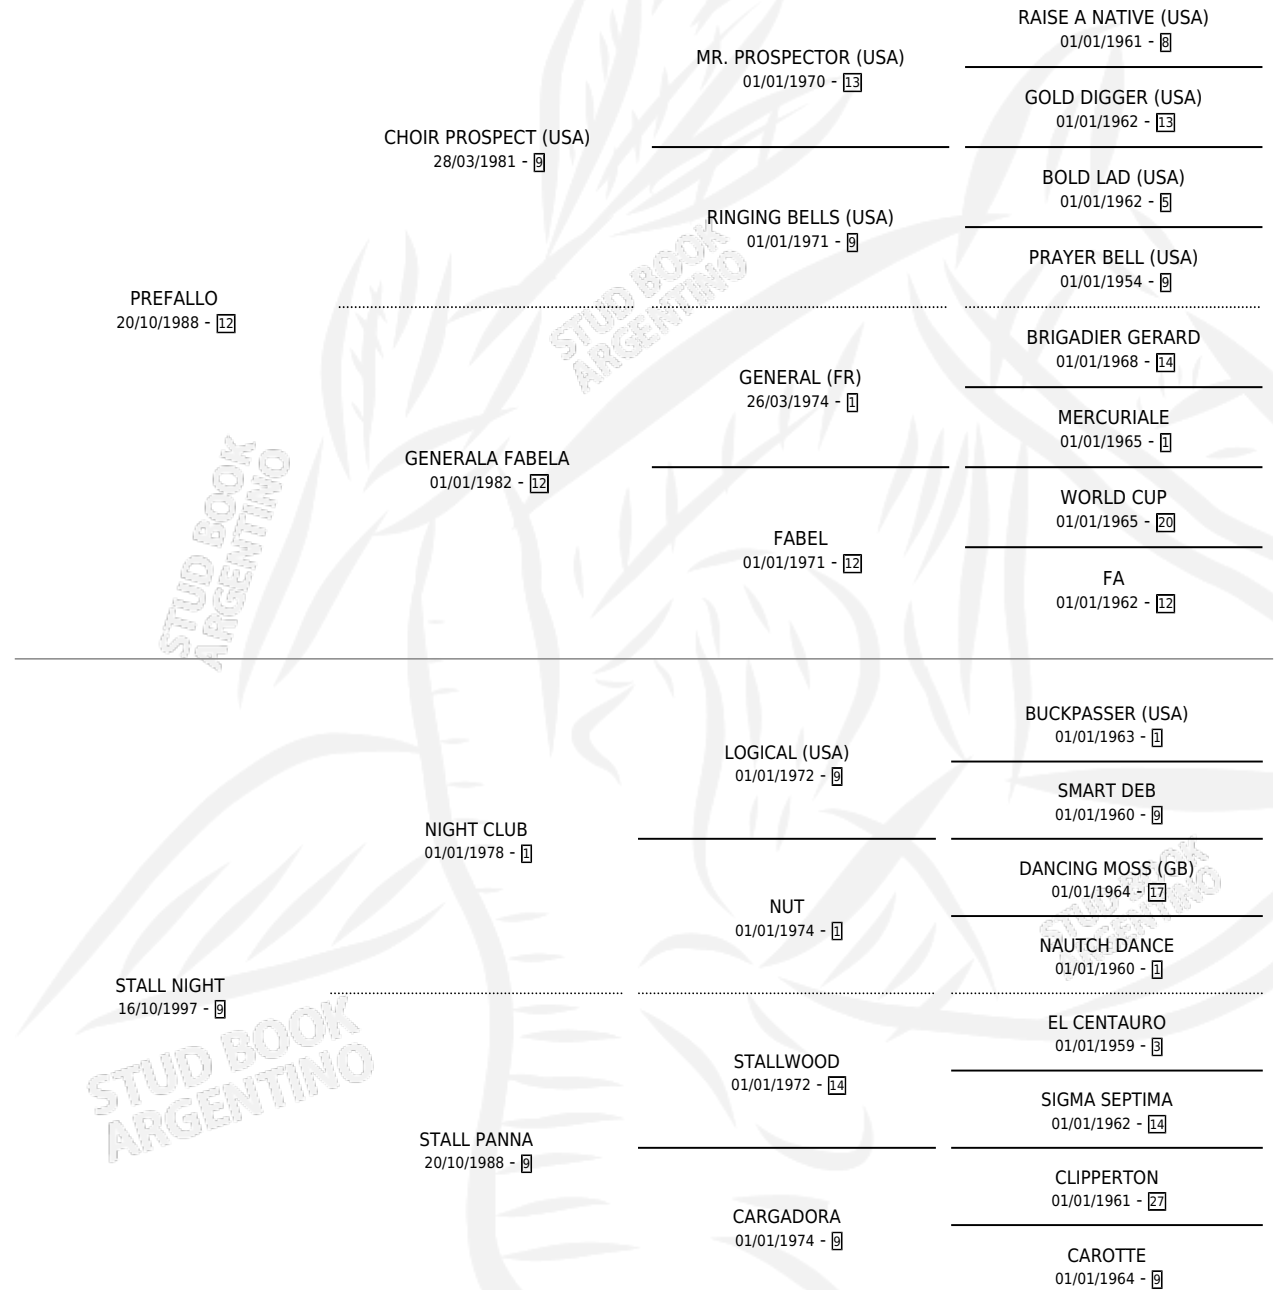 RAISE A NATIVE (USA)
01/01/1961 - 8
MR. PROSPECTOR (USA)
01/01/1970 - 13
GOLD DIGGER (USA)
01/01/1962 - 13
CHOIR PROSPECT (USA)
28/03/1981 - 9
BOLD LAD (USA)
01/01/1962 - 5
RINGING BELLS (USA)
01/01/1971 - 9
PRAYER BELL (USA)
01/01/1954 - 9
PREFALLO
20/10/1988 - 12
STUD BOOK
ARGENTINO
BRIGADIER GERARD
01/01/1968 - 14
GENERAL (FR)
26/03/1974 - 1
MERCURIALE
01/01/1965 - 1
GENERALA FABELA
01/01/1982 - 12
WORLD CUP
01/01/1965 - 20
FABEL
01/01/1971 - 12
FA
01/01/1962 - 12
STUD BOOK
ARGENTINO
BUCKPASSER (USA)
01/01/1963 - 1
LOGICAL (USA)
01/01/1972 - 9
SMART DEB
01/01/1960 - 9
NIGHT CLUB
01/01/1978 - 1
DANCING MOSS (GB)
01/01/1964 - 17
NUT
01/01/1974 - 1
NAUTCH DANCE
01/01/1960 - 1
STUD BOOK
ARGENTINO
STALL NIGHT
16/10/1997 - 9
EL CENTAURO
01/01/1959 - 3
STALLWOOD
01/01/1972 - 14
SIGMA SEPTIMA
01/01/1962 - 14
STUD BOOK
ARGENTINO
STALL PANNA
20/10/1988 - 9
CLIPPERTON
01/01/1961 - 27
CARGADORA
01/01/1974 - 9
CAROTTE
01/01/1964 - 9